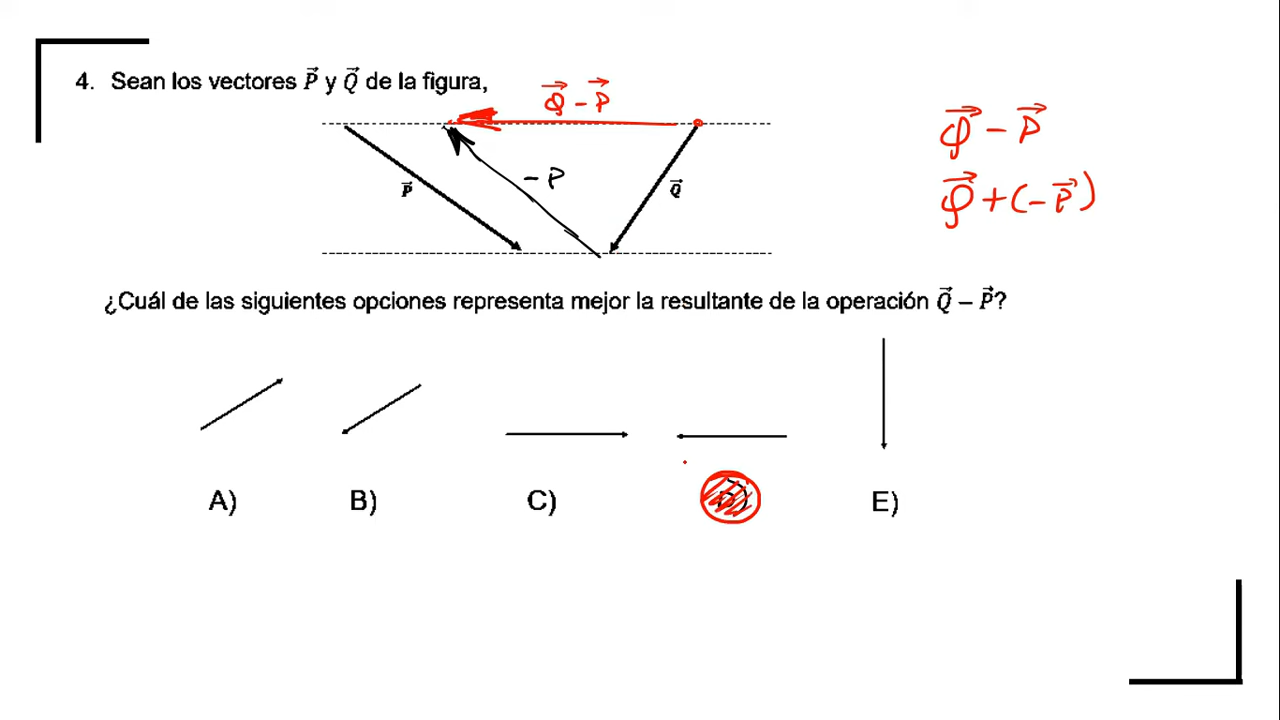 4. Sean los vectores P⃗ y Q⃗ de la figura,
Q⃗ − P⃗
P⃗
−P
Q⃗
Q⃗ − P⃗
Q⃗ + (− P⃗)
¿Cuál de las siguientes opciones representa mejor la resultante de la operación Q⃗ − P⃗?
A) B) C) D) E)